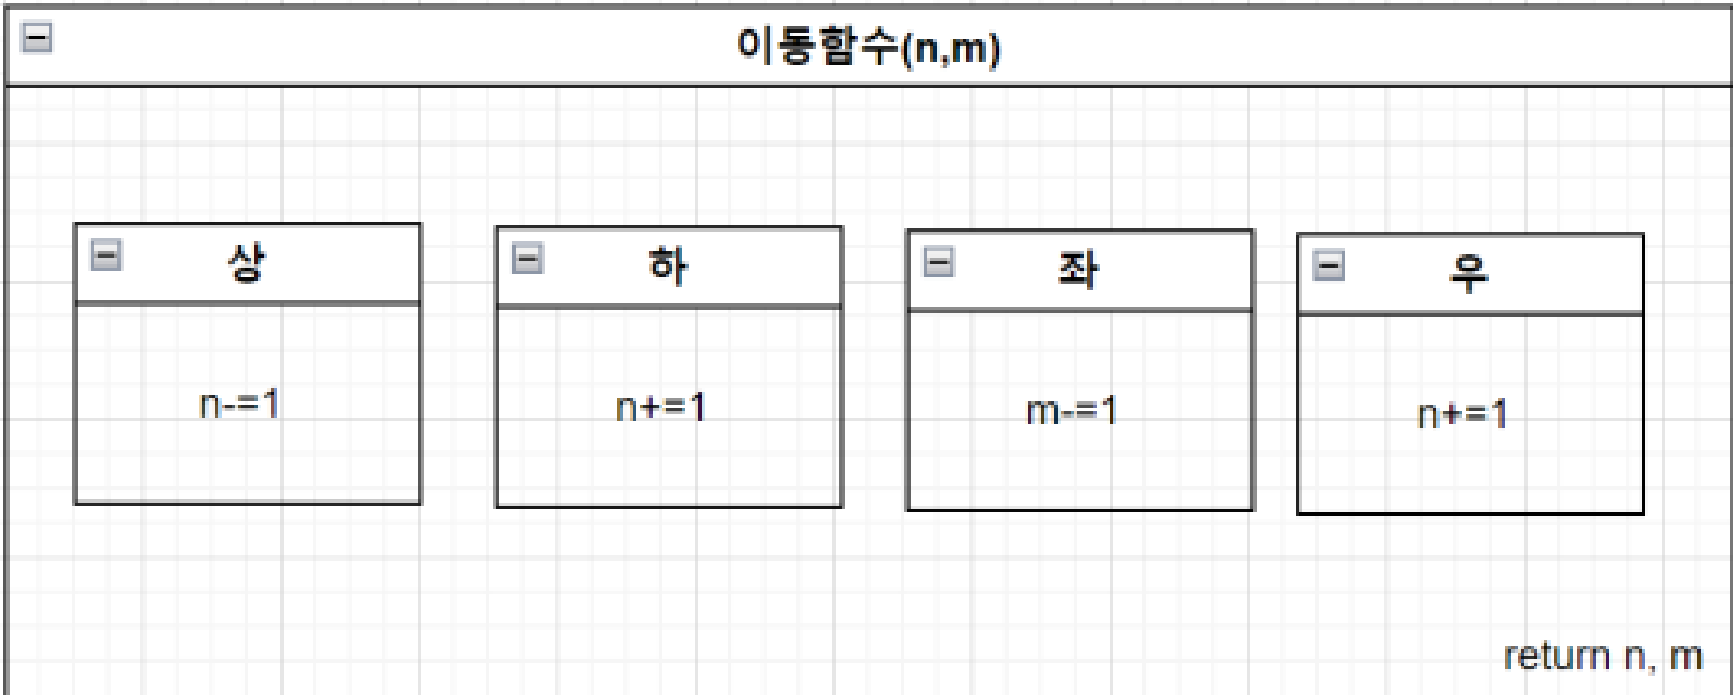 이동함수(n,m)
상
하
좌
우
n-=1
n+=1
m-=1
n+=1
return n, m